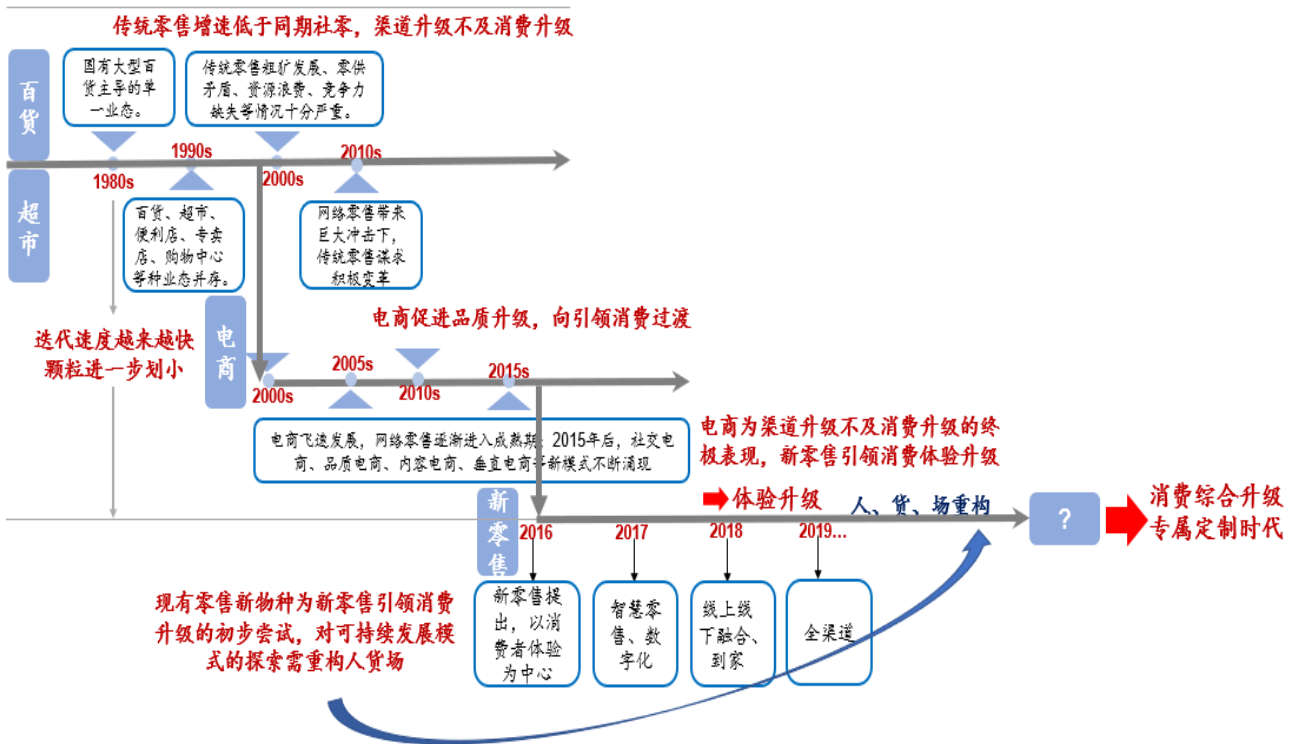 传统零售增速低于同期社零，渠道升级不及消费升级
百货
国有大型百
货主导的单
一业态。
传统零售粗犷发展、零供
矛盾、资源浪费、竞争力
缺失等情况十分严重。
1980s
1990s
2000s
2010s
超市
百货、超市、
便利店、专卖
店、购物中心
等种业态并存。
网络零售带来
巨大冲击下，
传统零售谋求
积极变革
迭代速度越来越快
颗粒进一步划小
电商
电商促进品质升级，向引领消费过渡
2000s
2005s
2010s
2015s
电商飞速发展，网络零售逐渐进入成熟期；2015年后，社交电
商、品质电商、内容电商、垂直电商等新模式不断涌现
电商为渠道升级不及消费升级的终
极表现，新零售引领消费体验升级
新零售
体验升级
人、货、场重构
?
消费综合升级
专属定制时代
2016
2017
2018
2019...
新零售提
出，以消
费者体验
为中心
智慧零
售、数
字化
线上线
下融合、
到家
全渠道
现有零售新物种为新零售引领消费
升级的初步尝试，对可持续发展模
式的探索需重构人货场